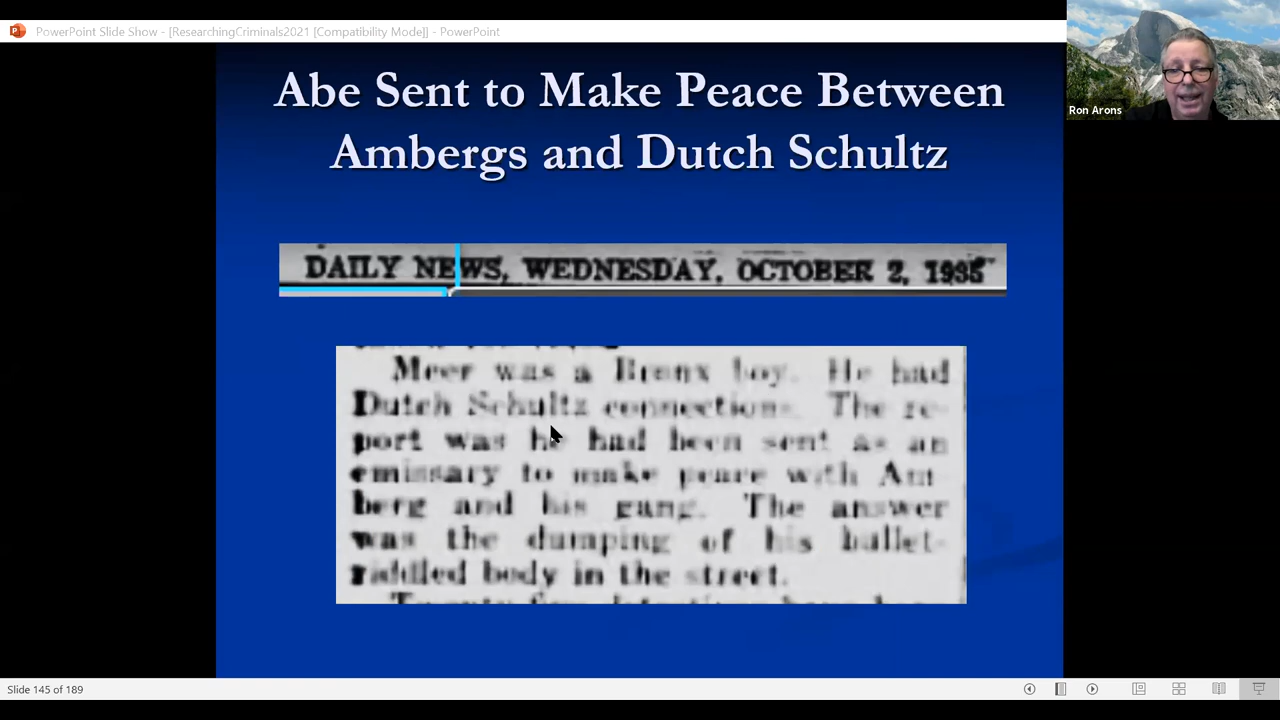 PowerPoint Slide Show - [ResearchingCriminals2021 [Compatibility Mode]] - PowerPoint
Ron Arons
Abe Sent to Make Peace Between
Ambergs and Dutch Schultz
DAILY NEWS, WEDNESDAY, OCTOBER 2, 1935
Meer was a Bronx boy. He had
Dutch Schultz connections. The re-
port was he had been sent as an
emissary to make peace with Am-
berg and his gang. The answer
was the dumping of his bullet-
riddled body in the street.
Slide 145 of 189